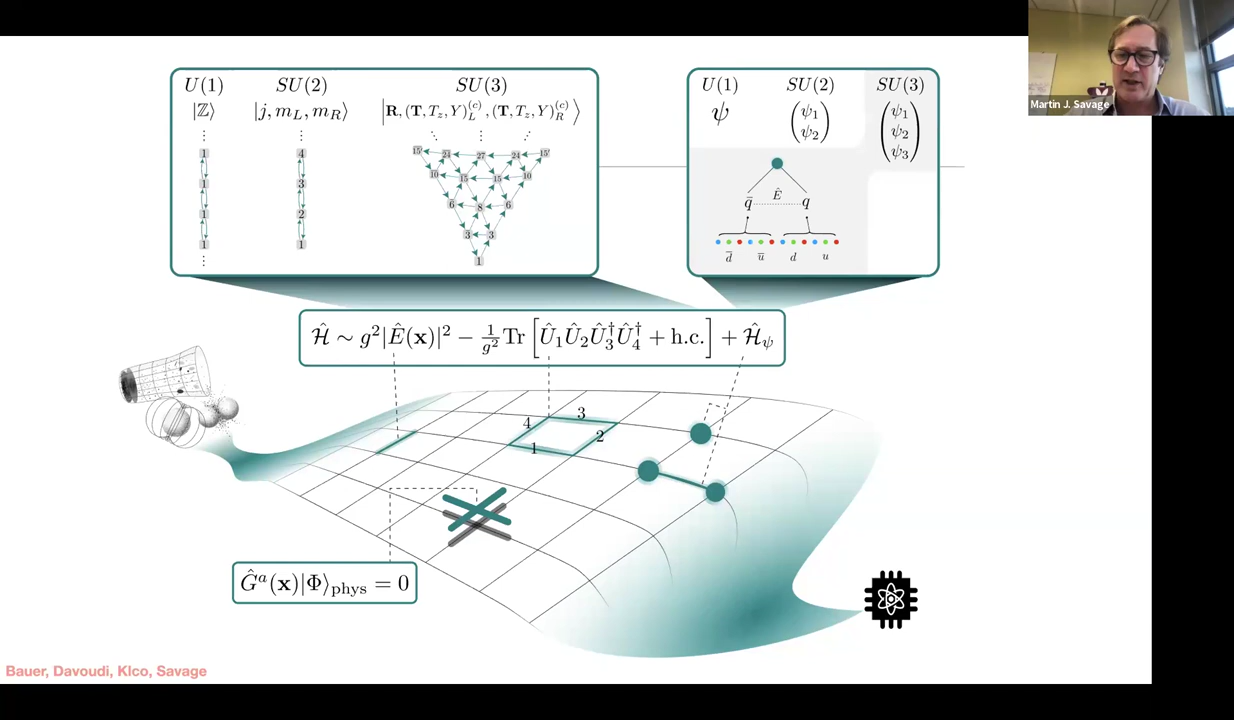 Martin J. Savage
U(1) SU(2) SU(3)
|ℤ⟩ |j, m_L, m_R⟩ |R, (T, T_z, Y)_L^{(c)}, (T, T_z, Y)_R^{(c)}⟩
⋮ ⋮ ⋱ ⋮ ⋰
1 4 15' 24 27 24 15'
10 15 15 10
1 3 6 8 6
1 2 3 3
1 1 1
⋮
U(1) SU(2) SU(3)
ψ (ψ_1 ψ_2) (ψ_1 ψ_2 ψ_3)
q̄ Ê q
d̄ ū d u
Ĥ ∼ g²|Ê(x)|² − 1/g² Tr [Û_1 Û_2 Û_3^† Û_4^† + h.c.] + Ĥ_ψ
4 3
1 2
Ĝ^a(x)|Φ⟩_phys = 0
Bauer, Davoudi, Klco, Savage